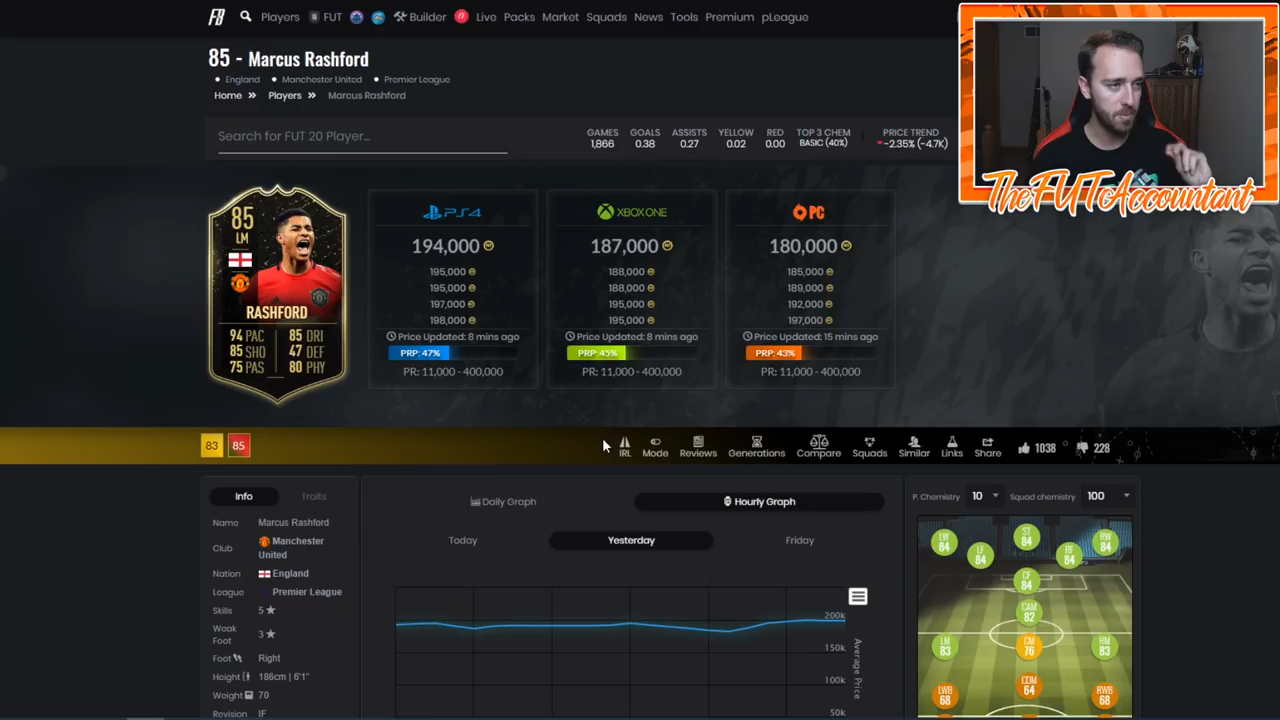 F8 Players FUT Builder Live Packs Market Squads News Tools Premium pLeague
85 - Marcus Rashford
England Manchester United Premier League
Home » Players » Marcus Rashford
Search for FUT 20 Player...
GAMES GOALS ASSISTS YELLOW RED TOP 3 CHEM PRICE TREND
1,866 0.38 0.27 0.02 0.00 BASIC (40%) -2.35% (-4.7K)
TheFUTAccountant
85
LM
RASHFORD
94 PAC 85 DRI
85 SHO 47 DEF
75 PAS 80 PHY
PS4
194,000
195,000
195,000
197,000
198,000
Price Updated: 8 mins ago
PRP: 47%
PR: 11,000 - 400,000
XBOX ONE
187,000
188,000
188,000
195,000
195,000
Price Updated: 8 mins ago
PRP: 45%
PR: 11,000 - 400,000
PC
180,000
185,000
189,000
192,000
197,000
Price Updated: 15 mins ago
PRP: 43%
PR: 11,000 - 400,000
83 85 IRL Mode Reviews Generations Compare Squads Similar Links Share 1038 228
Info Traits
Name Marcus Rashford
Club Manchester United
Nation England
League Premier League
Skills 5★
Weak Foot 3★
Foot Right
Height 186cm | 6'1"
Weight 70
Revision IF
Daily Graph Hourly Graph
Today Yesterday Friday
200k
150k
100k
50k
Average Price
P. Chemistry 10 Squad chemistry 100
ST 84
LW 84 RW 84
LF 84 RF 84
CF 84
CAM 82
LM 83 CM 76 RM 83
CDM 64
LWB 68 RWB 68